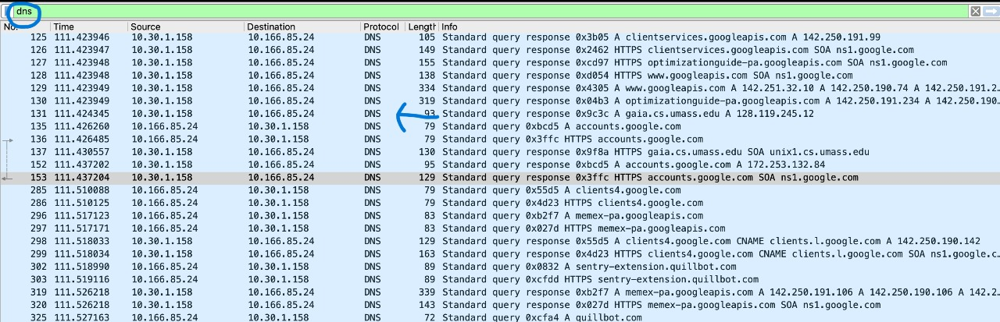 dns
No. Time Source Destination Protocol Length Info
125 111.423946 10.30.1.158 10.166.85.24 DNS 105 Standard query response 0x3b05 A clientservices.googleapis.com A 142.250.191.99
126 111.423947 10.30.1.158 10.166.85.24 DNS 149 Standard query response 0x2462 HTTPS clientservices.googleapis.com SOA ns1.google.com
127 111.423948 10.30.1.158 10.166.85.24 DNS 155 Standard query response 0xcd97 HTTPS optimizationguide-pa.googleapis.com SOA ns1.google.com
128 111.423948 10.30.1.158 10.166.85.24 DNS 138 Standard query response 0xd054 HTTPS www.googleapis.com SOA ns1.google.com
129 111.423949 10.30.1.158 10.166.85.24 DNS 334 Standard query response 0x4305 A www.googleapis.com A 142.251.32.10 A 142.250.190.74 A 142.250.191.2…
130 111.423949 10.30.1.158 10.166.85.24 DNS 319 Standard query response 0x04b3 A optimizationguide-pa.googleapis.com A 142.250.191.234 A 142.250.190…
131 111.424345 10.30.1.158 10.166.85.24 DNS 93 Standard query response 0x9c3c A gaia.cs.umass.edu A 128.119.245.12
135 111.426260 10.166.85.24 10.30.1.158 DNS 79 Standard query 0xbcd5 A accounts.google.com
136 111.426485 10.166.85.24 10.30.1.158 DNS 79 Standard query 0x3ffc HTTPS accounts.google.com
137 111.430557 10.30.1.158 10.166.85.24 DNS 130 Standard query response 0x9f8a HTTPS gaia.cs.umass.edu SOA unix1.cs.umass.edu
152 111.437202 10.30.1.158 10.166.85.24 DNS 95 Standard query response 0xbcd5 A accounts.google.com A 172.253.132.84
153 111.437204 10.30.1.158 10.166.85.24 DNS 129 Standard query response 0x3ffc HTTPS accounts.google.com SOA ns1.google.com
285 111.510088 10.166.85.24 10.30.1.158 DNS 79 Standard query 0x55d5 A clients4.google.com
286 111.510125 10.166.85.24 10.30.1.158 DNS 79 Standard query 0x4d23 HTTPS clients4.google.com
296 111.517123 10.166.85.24 10.30.1.158 DNS 83 Standard query 0xb2f7 A memex-pa.googleapis.com
297 111.517171 10.166.85.24 10.30.1.158 DNS 83 Standard query 0x027d HTTPS memex-pa.googleapis.com
298 111.518033 10.30.1.158 10.166.85.24 DNS 129 Standard query response 0x55d5 A clients4.google.com CNAME clients.l.google.com A 142.250.190.142
299 111.518034 10.30.1.158 10.166.85.24 DNS 163 Standard query response 0x4d23 HTTPS clients4.google.com CNAME clients.l.google.com SOA ns1.google.c…
302 111.518990 10.166.85.24 10.30.1.158 DNS 89 Standard query 0x0832 A sentry-extension.quillbot.com
303 111.519116 10.166.85.24 10.30.1.158 DNS 89 Standard query 0xcfdd HTTPS sentry-extension.quillbot.com
319 111.526218 10.30.1.158 10.166.85.24 DNS 339 Standard query response 0xb2f7 A memex-pa.googleapis.com A 142.250.191.106 A 142.250.190.106 A 142.2…
320 111.526218 10.30.1.158 10.166.85.24 DNS 143 Standard query response 0x027d HTTPS memex-pa.googleapis.com SOA ns1.google.com
325 111.527163 10.166.85.24 10.30.1.158 DNS 72 Standard query 0xcfa4 A quillbot.com